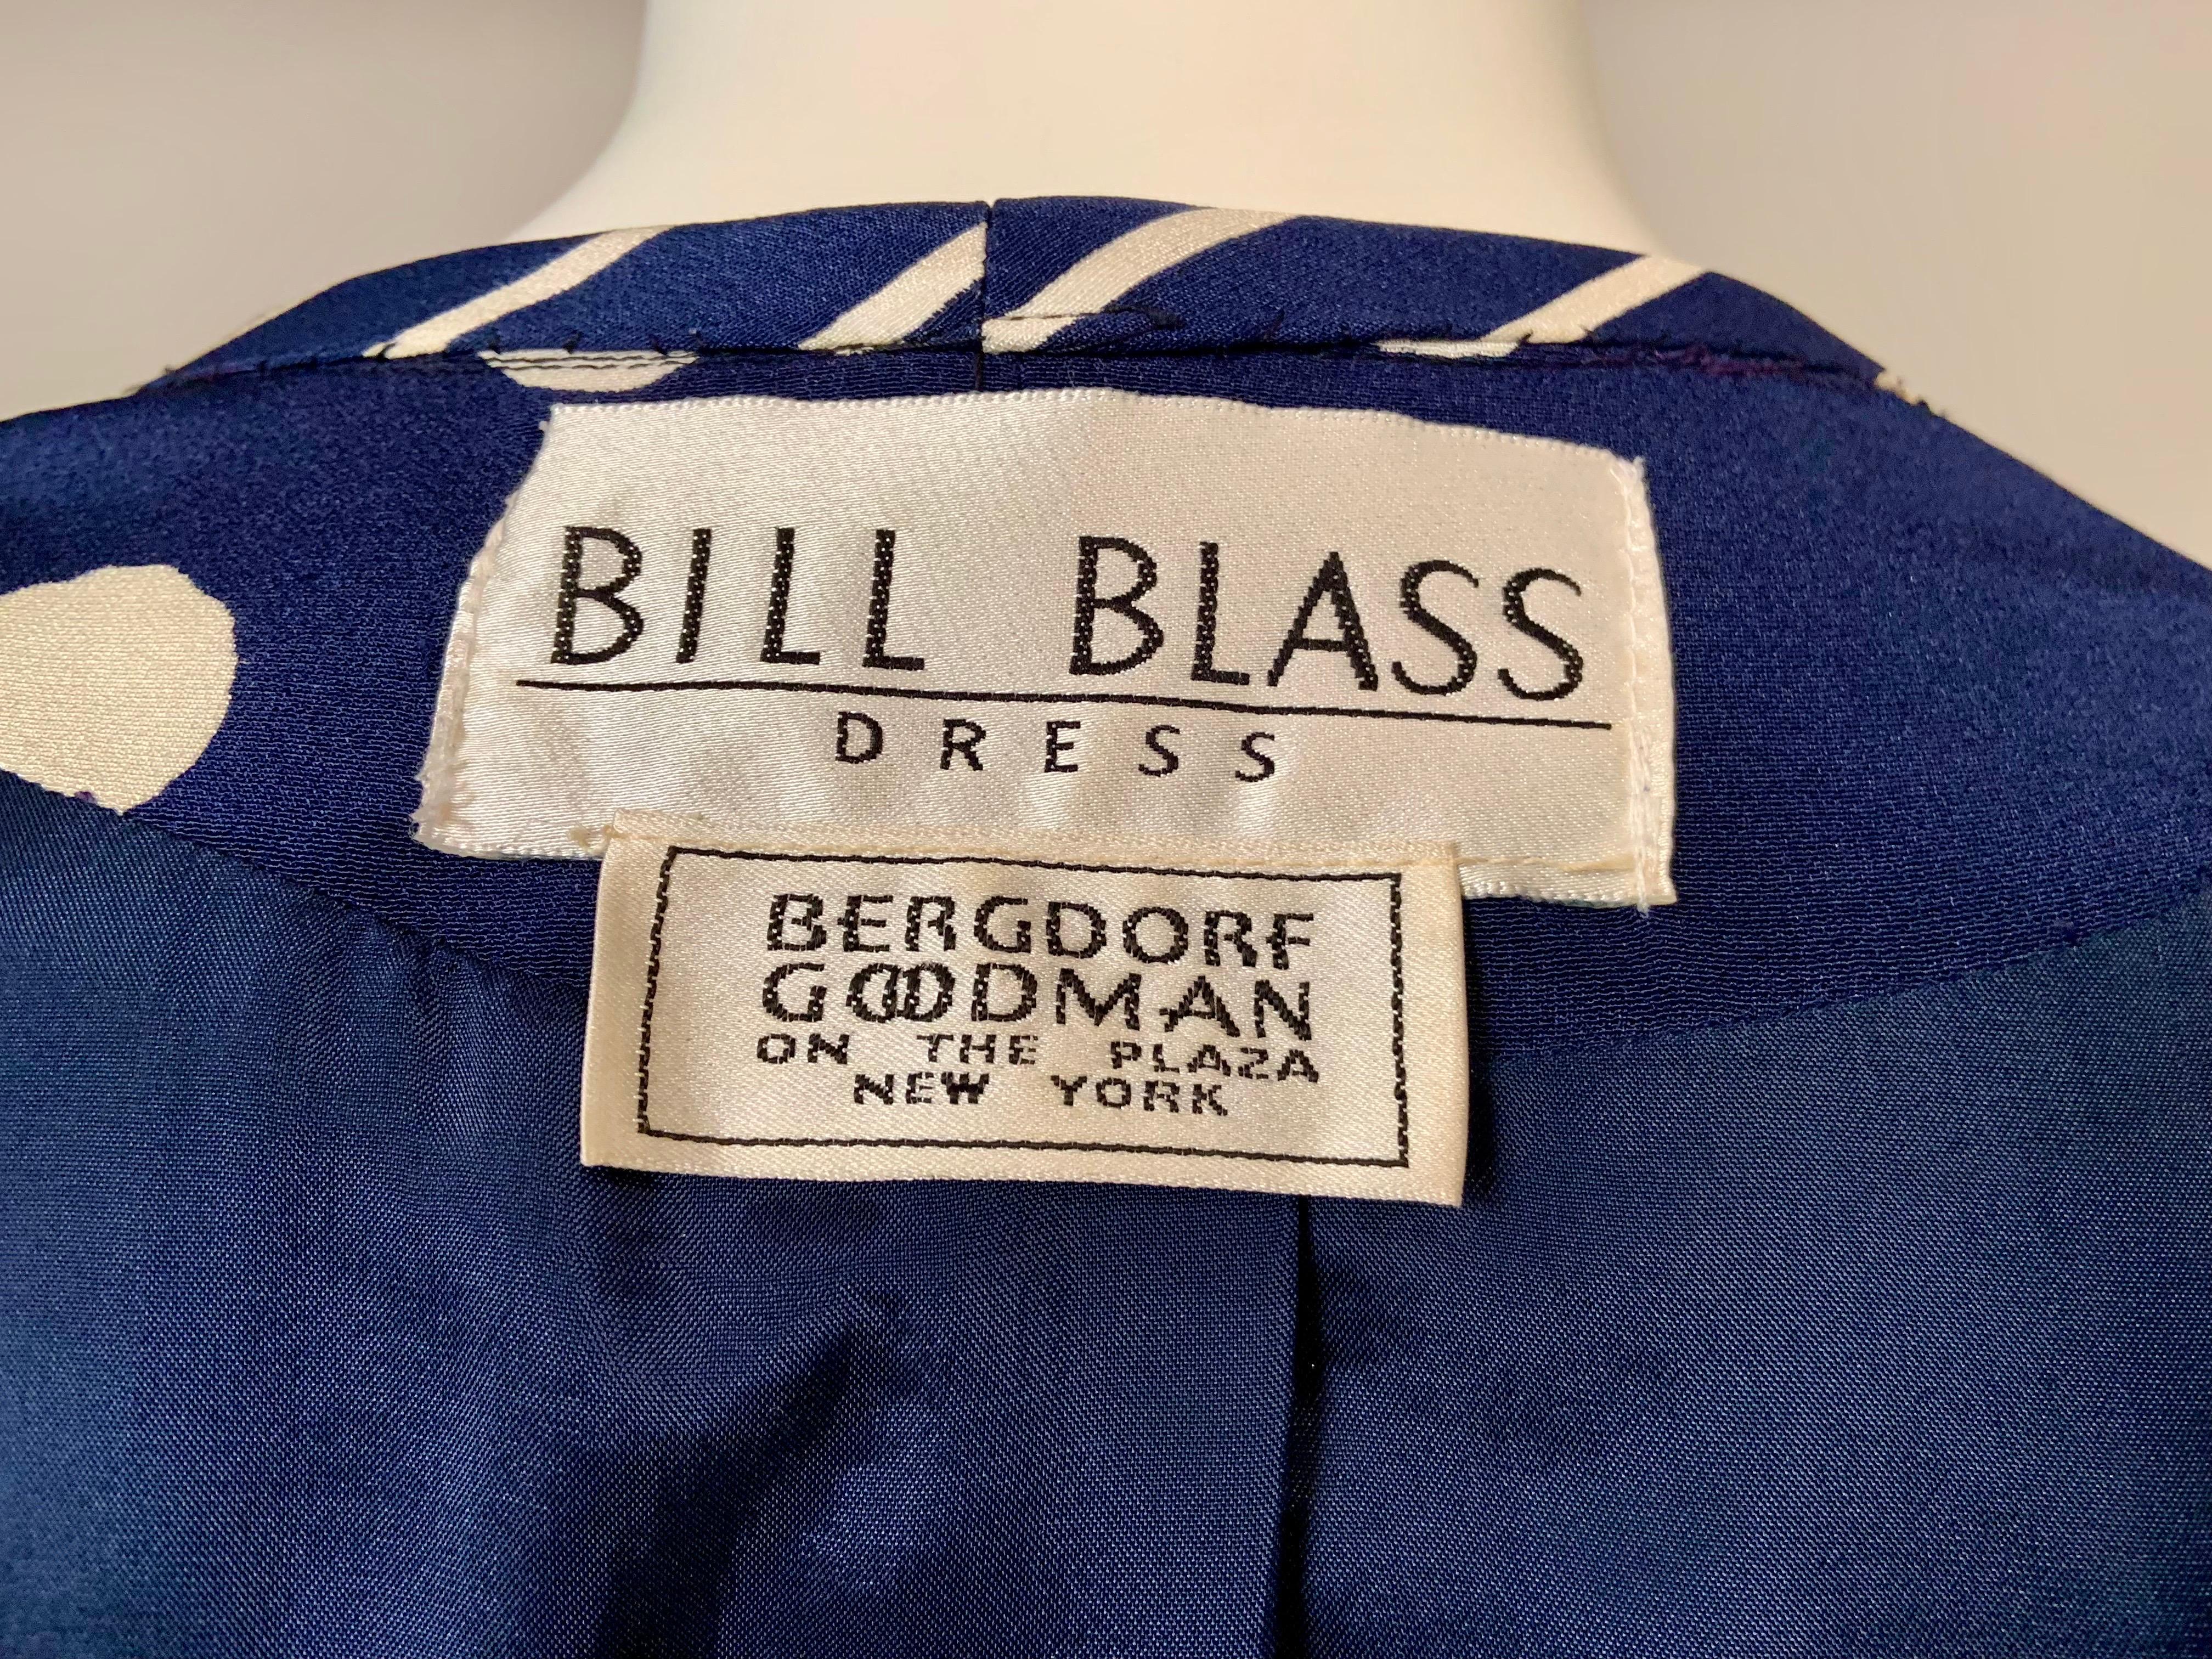 BILL BLASS
DRESS
BERGDORF
GOODMAN
ON THE PLAZA
NEW YORK